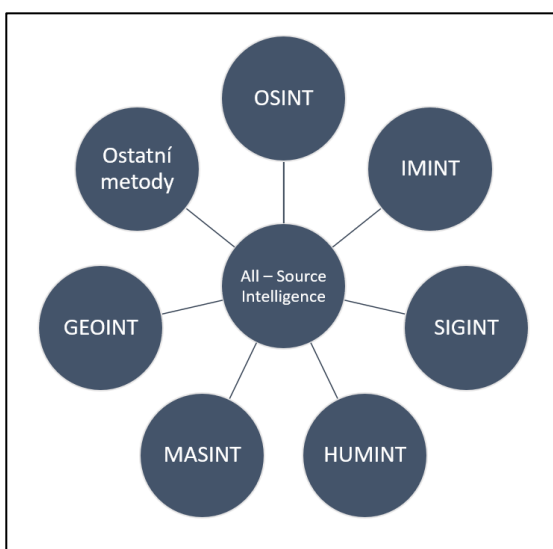 OSINT
Ostatní
metody
IMINT
All – Source
Intelligence
GEOINT
SIGINT
MASINT
HUMINT